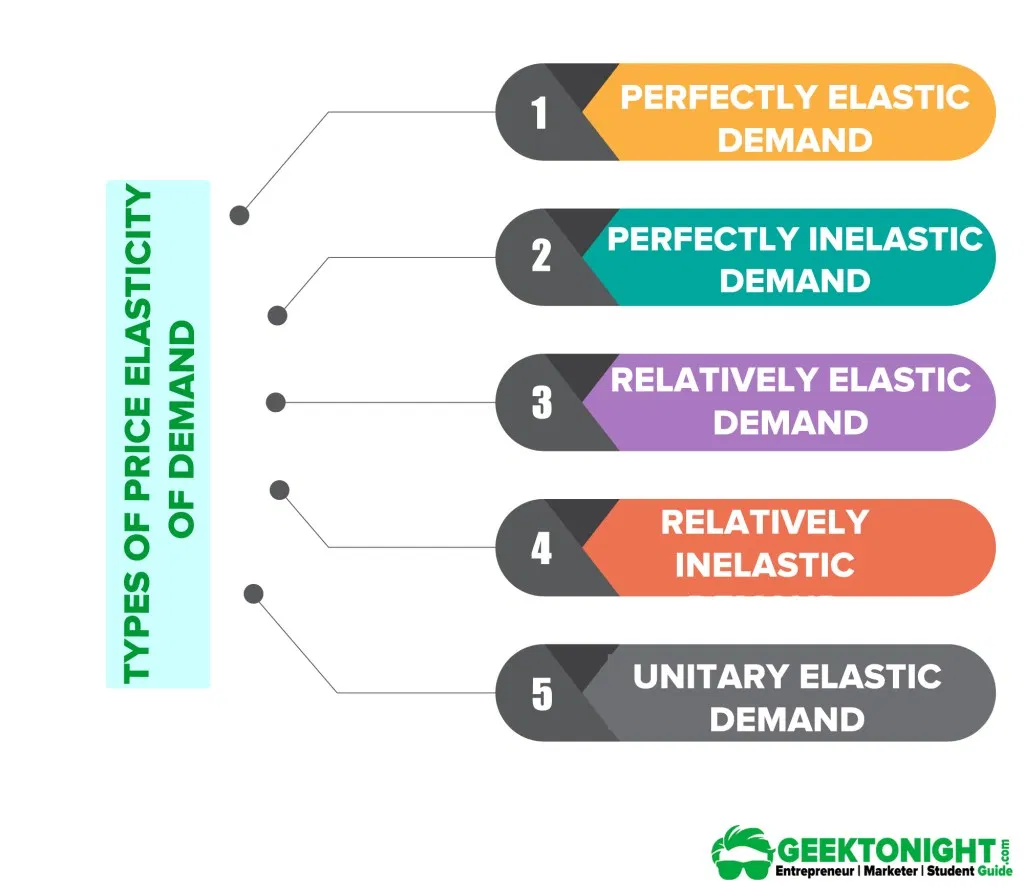 TYPES OF PRICE ELASTICITY
OF DEMAND
1
PERFECTLY ELASTIC
DEMAND
2
PERFECTLY INELASTIC
DEMAND
3
RELATIVELY ELASTIC
DEMAND
4
RELATIVELY
INELASTIC
5
UNITARY ELASTIC
DEMAND
GEEKTONIGHT.com
Entrepreneur | Marketer | Student Guide